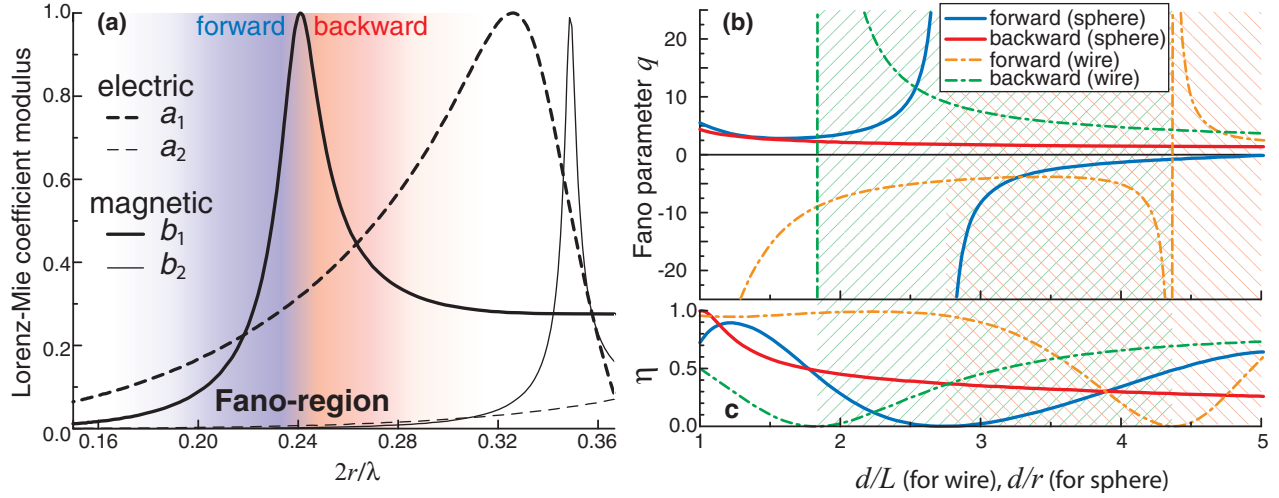 (a)
forward backward
electric
a₁
a₂
magnetic
b₁
b₂
Fano-region
Lorenz-Mie coefficient modulus
1.0
0.8
0.6
0.4
0.2
0.0
0.16 0.20 0.24 0.28 0.32 0.36
2r/λ
(b)
forward (sphere)
backward (sphere)
forward (wire)
backward (wire)
Fano parameter q
20
10
0
-10
-20
c
η
1.0
0.5
0.0
1 2 3 4 5
d/L (for wire), d/r (for sphere)